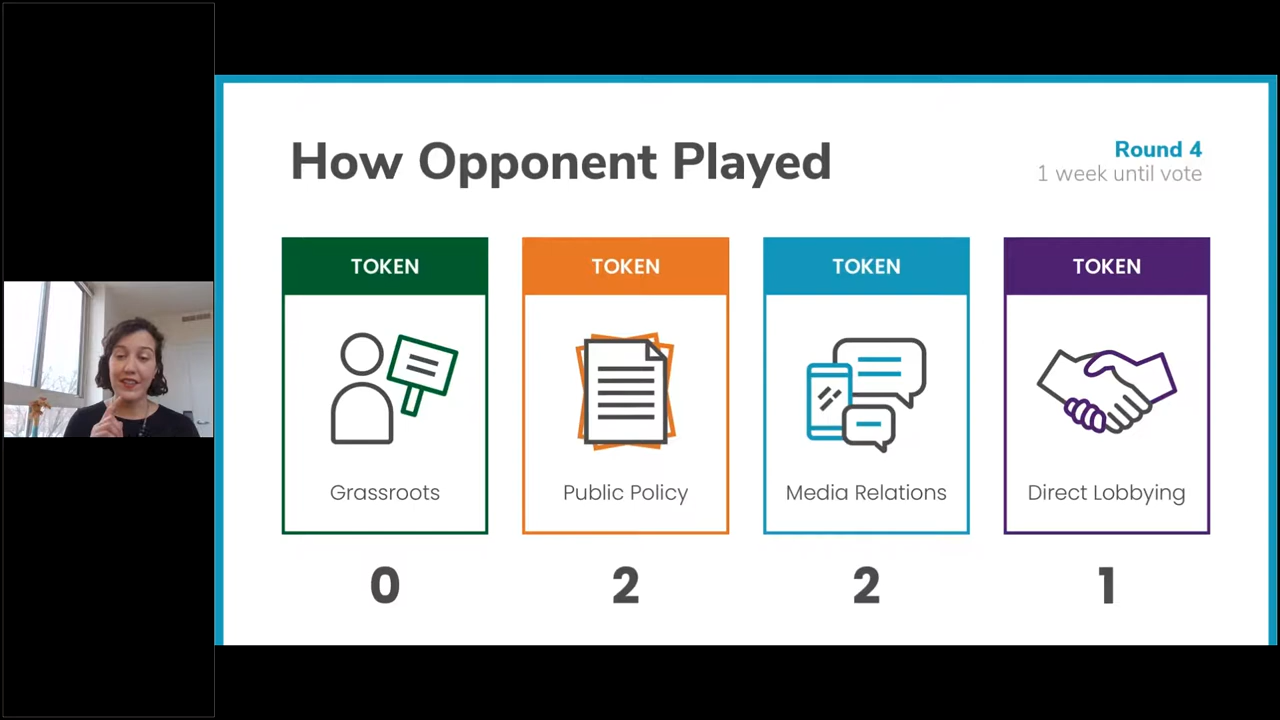 How Opponent Played
Round 4
1 week until vote
TOKEN
TOKEN
TOKEN
TOKEN
Grassroots
Public Policy
Media Relations
Direct Lobbying
0
2
2
1